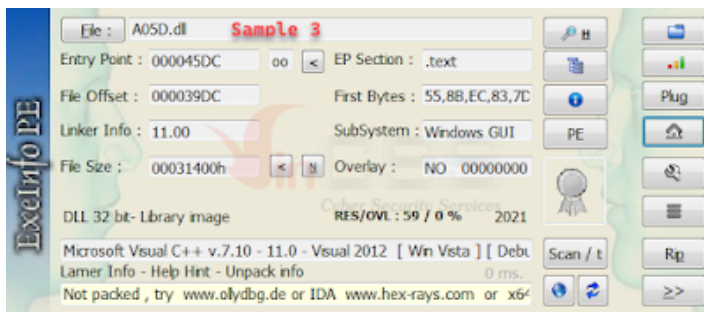 File : A05D.dll Sample 3 H
Entry Point : 000045DC oo < EP Section : .text
File Offset : 000039DC First Bytes : 55,8B,EC,83,7D Plug
Linker Info : 11.00 SubSystem : Windows GUI PE
File Size : 00031400h < N Overlay : NO 00000000
Cyber Security Services
DLL 32 bit- Library image RES/OVL : 59 / 0 % 2021
Microsoft Visual C++ v.7.10 - 11.0 - Visual 2012 [ Win Vista ] [ Debu Scan / t Rip
Lamer Info - Help Hint - Unpack info 0 ms.
Not packed , try www.ollydbg.de or IDA www.hex-rays.com or x64 >>
ExeInfo PE